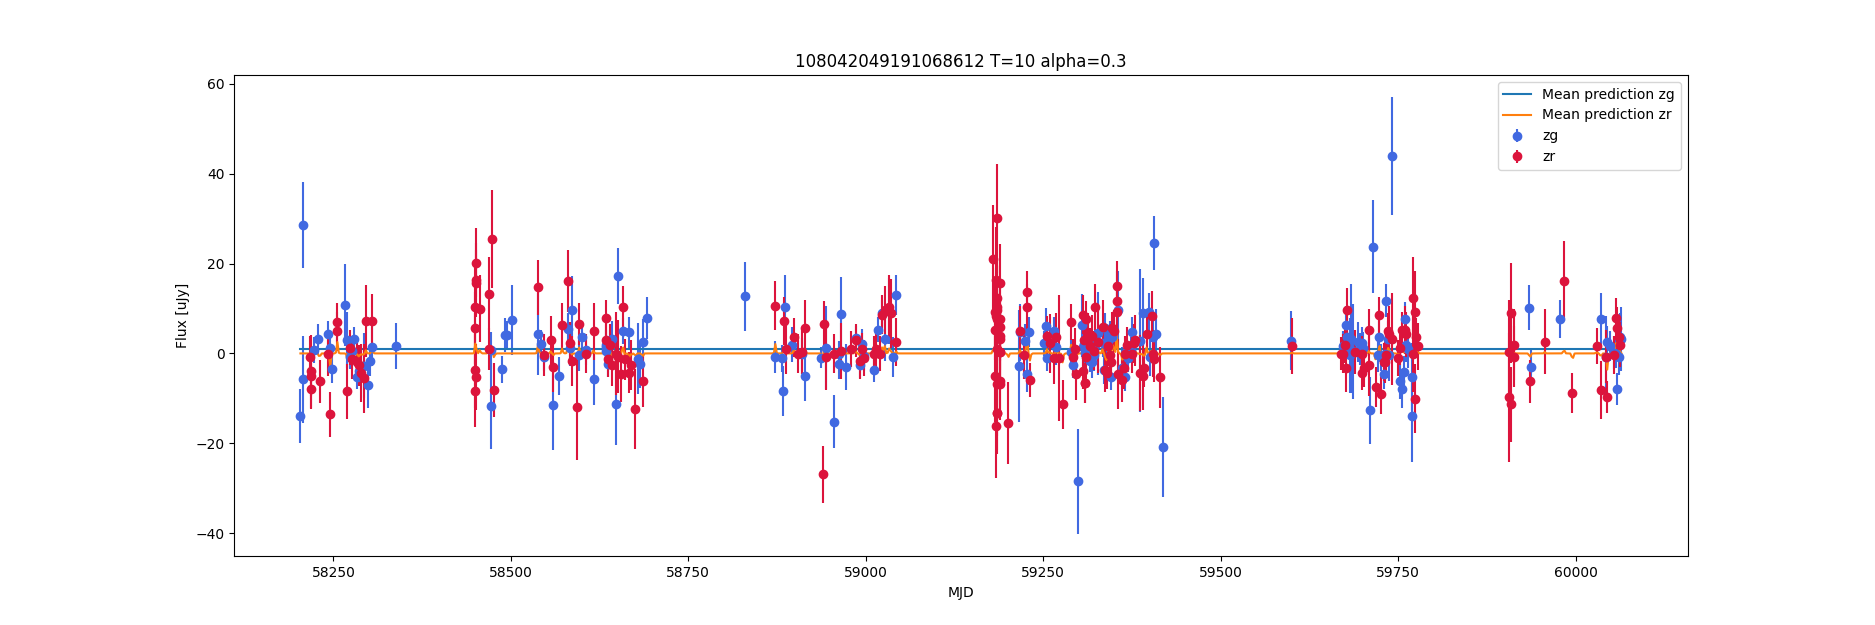 108042049191068612 T=10 alpha=0.3
Mean prediction zg
Mean prediction zr
zg
zr
Flux [uJy]
60
40
20
0
−20
−40
58250 58500 58750 59000 59250 59500 59750 60000
MJD